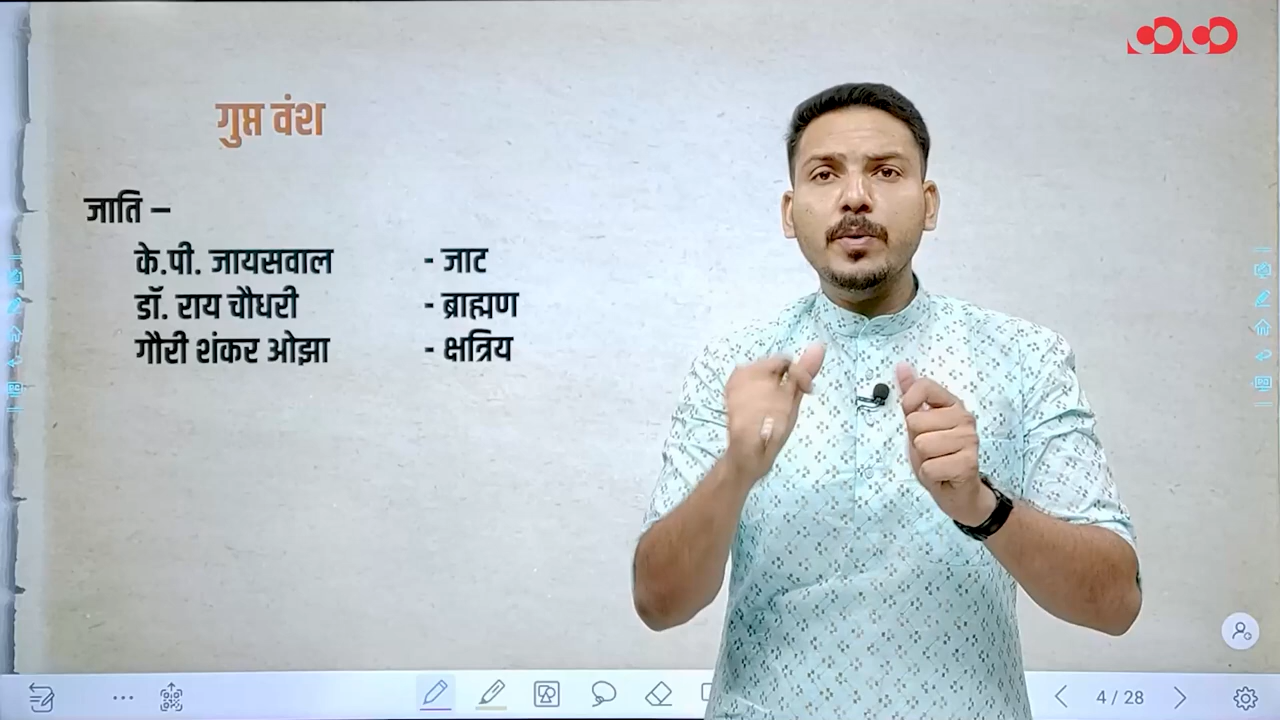 गुप्त वंश
जाति –
के.पी. जायसवाल - जाट
डॉ. राय चौधरी - ब्राह्मण
गौरी शंकर ओझा - क्षत्रिय
4 / 28